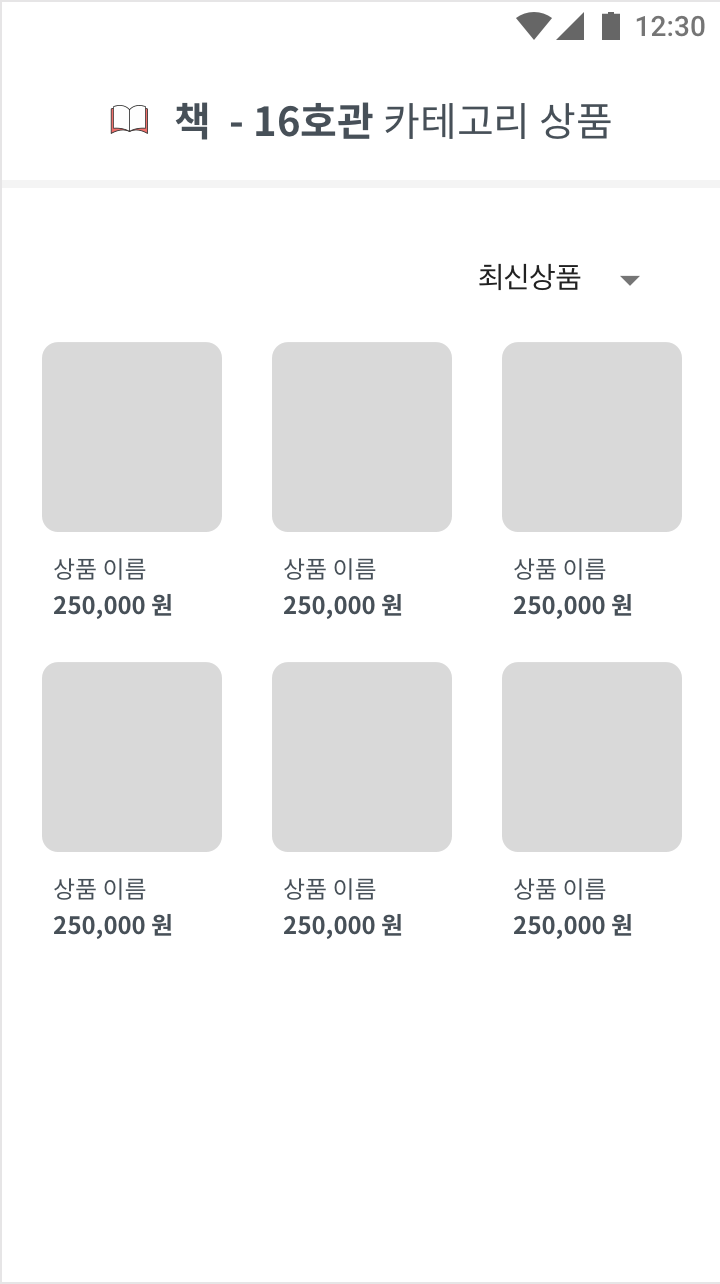 12:30
책 - 16호관 카테고리 상품
최신상품
상품 이름 상품 이름 상품 이름
250,000 원 250,000 원 250,000 원
상품 이름 상품 이름 상품 이름
250,000 원 250,000 원 250,000 원